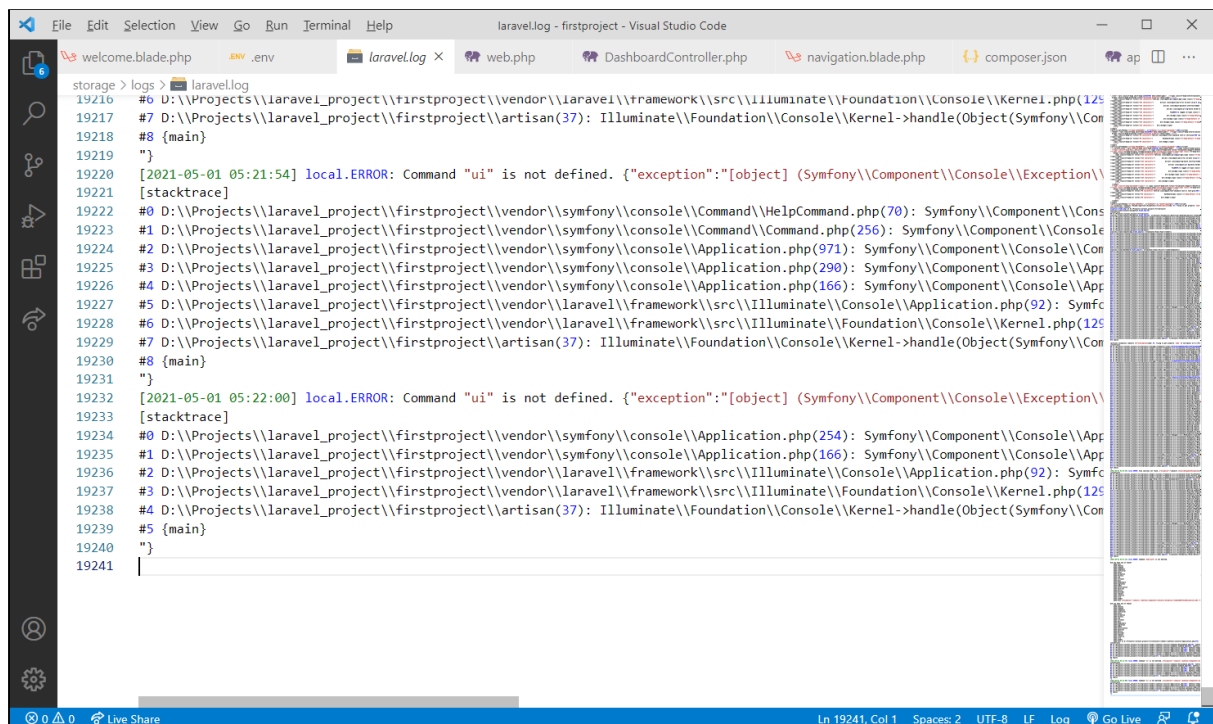 File Edit Selection View Go Run Terminal Help laravel.log - firstproject - Visual Studio Code
welcome.blade.php .ENV .env laravel.log web.php DashboardController.php navigation.blade.php {..} composer.json ap
storage > logs > laravel.log
6
19216 #6 D:\\Projects\\laravel_project\\firstproject\\vendor\\laravel\\framework\\src\\Illuminate\\Foundation\\Console\\Kernel.php(129
19217 #7 D:\\Projects\\laravel_project\\firstproject\\artisan(37): Illuminate\\Foundation\\Console\\Kernel->handle(Object(Symfony\\Com
19218 #8 {main}
19219 "}
19220 [2021-05-01 05:21:54] local.ERROR: Command "ui" is not defined. {"exception":"[object] (Symfony\\Component\\Console\\Exception\\
19221 [stacktrace]
19222 #0 D:\\Projects\\laravel_project\\firstproject\\vendor\\symfony\\console\\Command\\HelpCommand.php(70): Symfony\\Component\\Cons
19223 #1 D:\\Projects\\laravel_project\\firstproject\\vendor\\symfony\\console\\Command\\Command.php(256): Symfony\\Component\\Console
19224 #2 D:\\Projects\\laravel_project\\firstproject\\vendor\\symfony\\console\\Application.php(971): Symfony\\Component\\Console\\Com
19225 #3 D:\\Projects\\laravel_project\\firstproject\\vendor\\symfony\\console\\Application.php(290): Symfony\\Component\\Console\\App
19226 #4 D:\\Projects\\laravel_project\\firstproject\\vendor\\symfony\\console\\Application.php(166): Symfony\\Component\\Console\\App
19227 #5 D:\\Projects\\laravel_project\\firstproject\\vendor\\laravel\\framework\\src\\Illuminate\\Console\\Application.php(92): Symfo
19228 #6 D:\\Projects\\laravel_project\\firstproject\\vendor\\laravel\\framework\\src\\Illuminate\\Foundation\\Console\\Kernel.php(129
19229 #7 D:\\Projects\\laravel_project\\firstproject\\artisan(37): Illuminate\\Foundation\\Console\\Kernel->handle(Object(Symfony\\Com
19230 #8 {main}
19231 "}
19232 [2021-05-01 05:22:00] local.ERROR: Command "ui" is not defined. {"exception":"[object] (Symfony\\Component\\Console\\Exception\\
19233 [stacktrace]
19234 #0 D:\\Projects\\laravel_project\\firstproject\\vendor\\symfony\\console\\Application.php(254): Symfony\\Component\\Console\\App
19235 #1 D:\\Projects\\laravel_project\\firstproject\\vendor\\symfony\\console\\Application.php(166): Symfony\\Component\\Console\\App
19236 #2 D:\\Projects\\laravel_project\\firstproject\\vendor\\laravel\\framework\\src\\Illuminate\\Console\\Application.php(92): Symfo
19237 #3 D:\\Projects\\laravel_project\\firstproject\\vendor\\laravel\\framework\\src\\Illuminate\\Foundation\\Console\\Kernel.php(129
19238 #4 D:\\Projects\\laravel_project\\firstproject\\artisan(37): Illuminate\\Foundation\\Console\\Kernel->handle(Object(Symfony\\Com
19239 #5 {main}
19240 "}
19241
0 0 Live Share Ln 19241, Col 1 Spaces: 2 UTF-8 LF Log Go Live